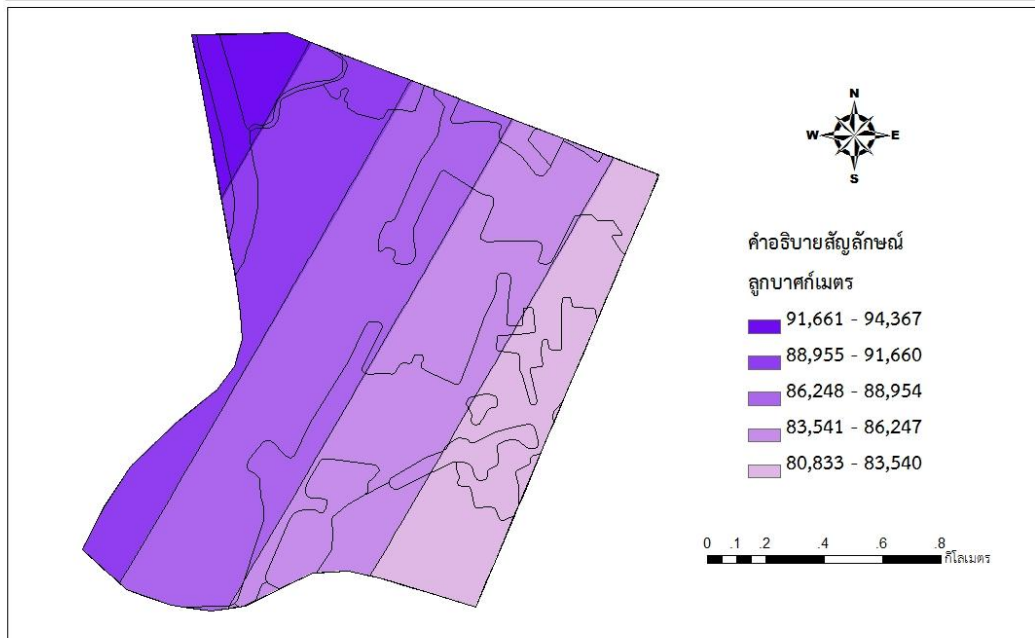 N
W E
S
คำอธิบายสัญลักษณ์
ลูกบาศก์เมตร
91,661 - 94,367
88,955 - 91,660
86,248 - 88,954
83,541 - 86,247
80,833 - 83,540
0 .1 .2 .4 .6 .8
กิโลเมตร